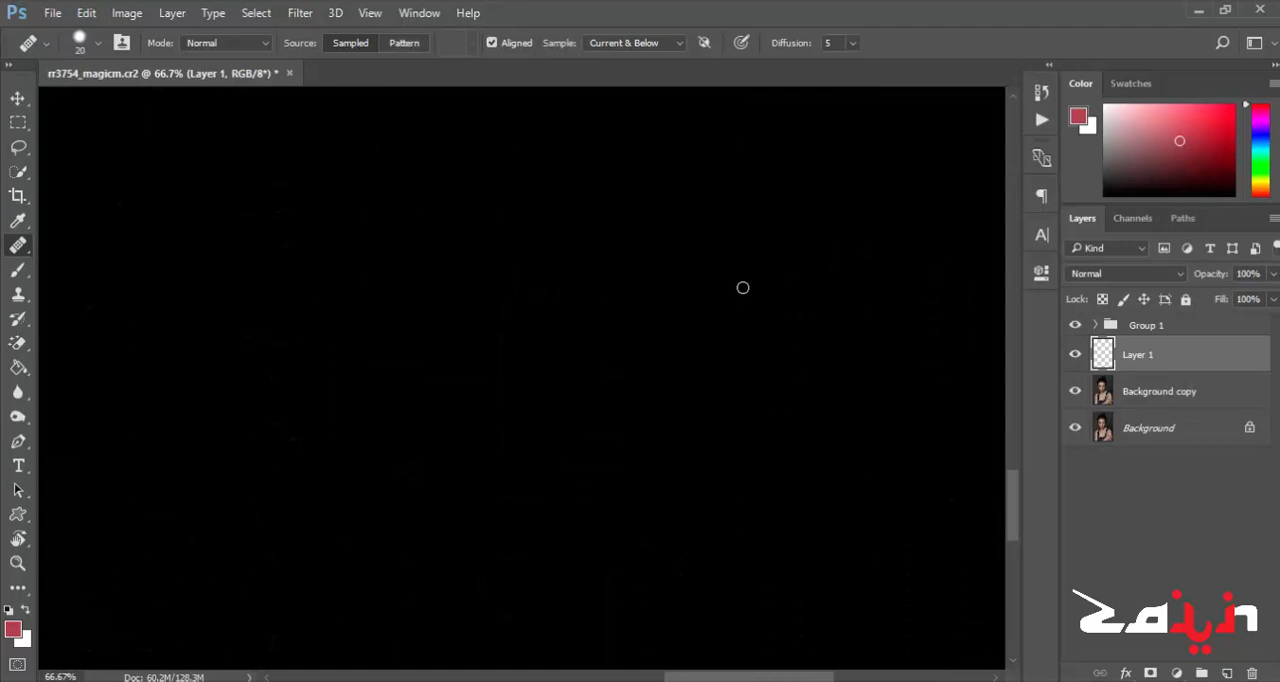 Ps File Edit Image Layer Type Select Filter 3D View Window Help
20 Mode: Normal Source: Sampled Pattern Aligned Sample: Current & Below Diffusion: 5
rr3754_magicm.cr2 @ 66.7% (Layer 1, RGB/8*) *
Color Swatches
Layers Channels Paths
Kind
Normal Opacity: 100%
Lock: Fill: 100%
Group 1
Layer 1
Background copy
Background
66.67% Doc: 60.2M/128.3M